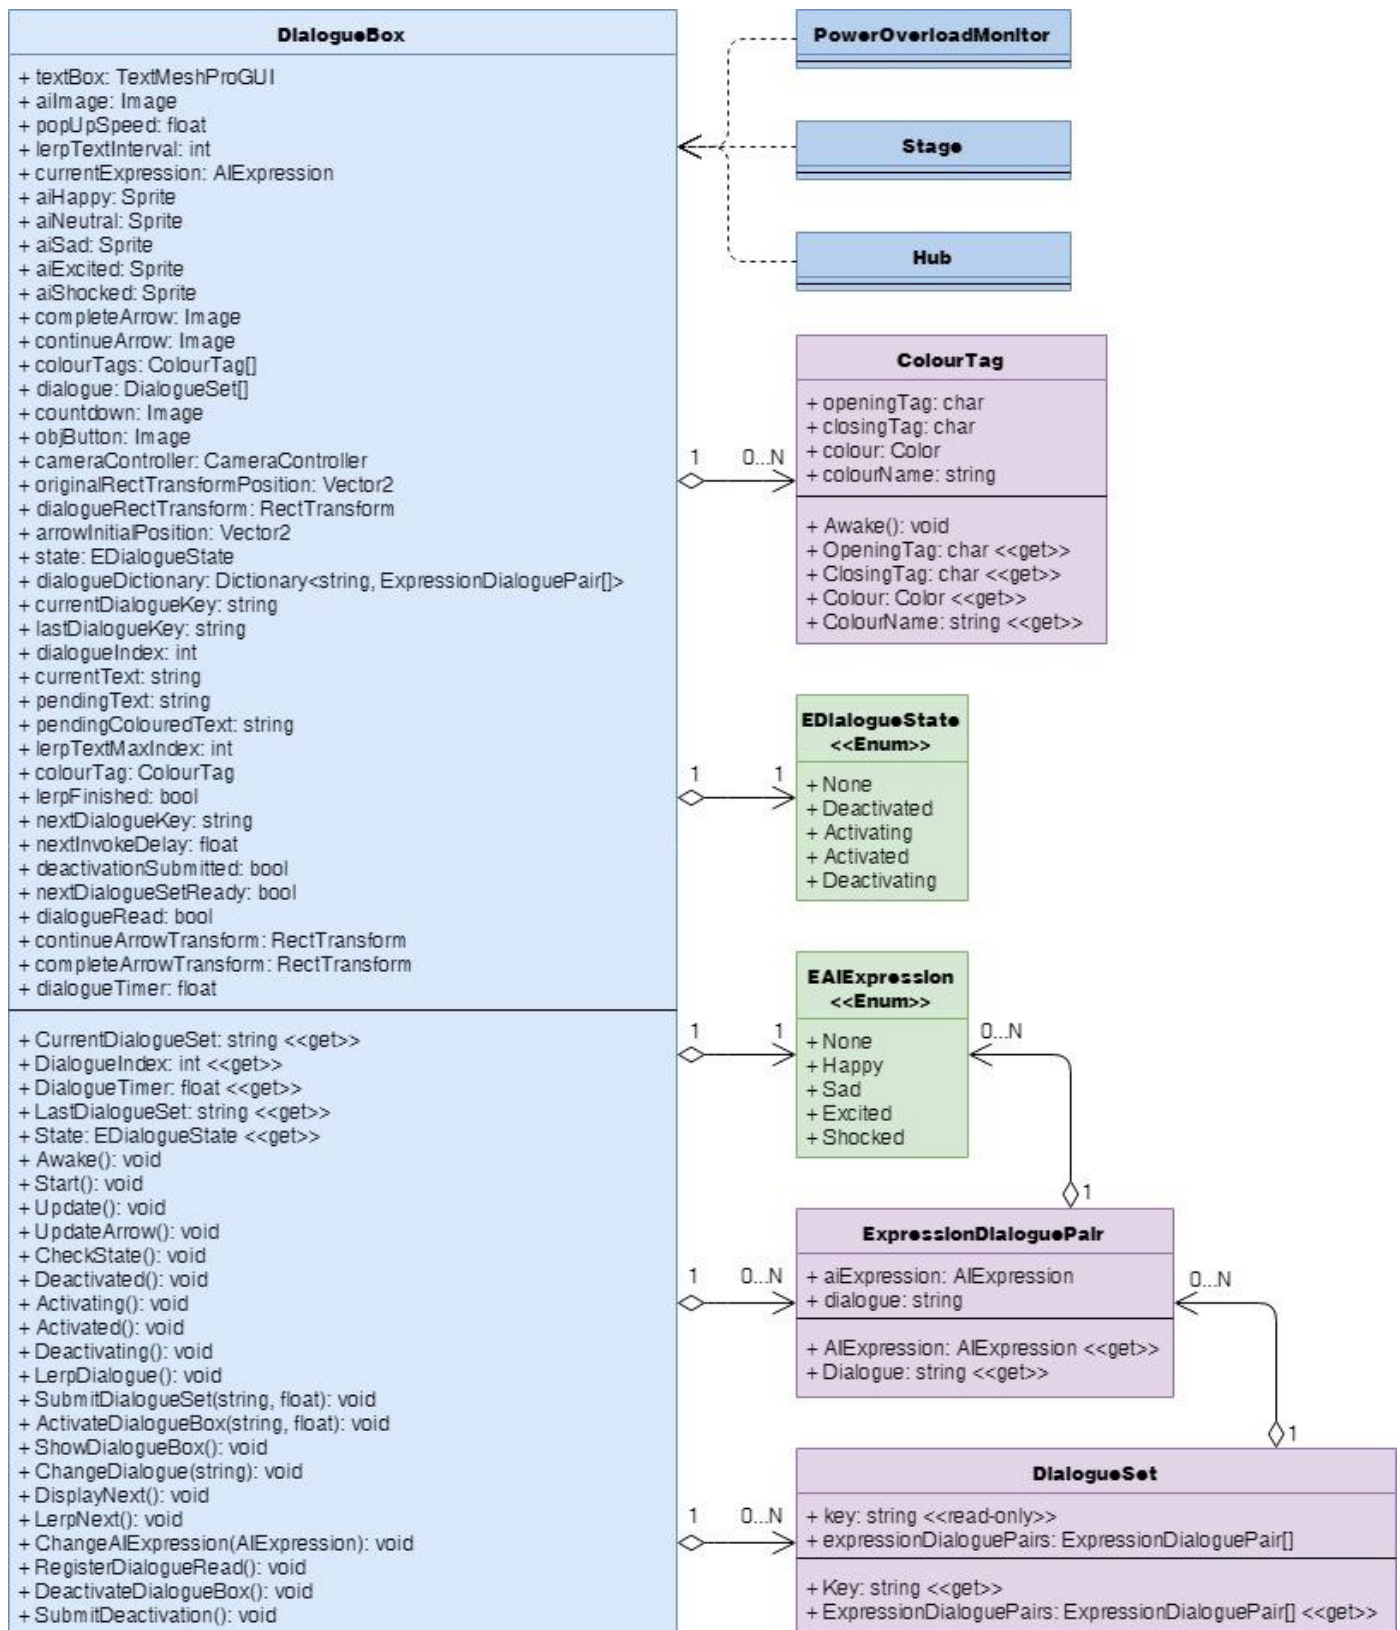 DialogueBox
+ textBox: TextMeshProGUI
+ aiImage: Image
+ popUpSpeed: float
+ lerpTextInterval: int
+ currentExpression: AIExpression
+ aiHappy: Sprite
+ aiNeutral: Sprite
+ aiSad: Sprite
+ aiExcited: Sprite
+ aiShocked: Sprite
+ completeArrow: Image
+ continueArrow: Image
+ colourTags: ColourTag[]
+ dialogue: DialogueSet[]
+ countdown: Image
+ objButton: Image
+ cameraController: CameraController
+ originalRectTransformPosition: Vector2
+ dialogueRectTransform: RectTransform
+ arrowInitialPosition: Vector2
+ state: EDialogueState
+ dialogueDictionary: Dictionary<string, ExpressionDialoguePair[]>
+ currentDialogueKey: string
+ lastDialogueKey: string
+ dialogueIndex: int
+ currentText: string
+ pendingText: string
+ pendingColouredText: string
+ lerpTextMaxIndex: int
+ colourTag: ColourTag
+ lerpFinished: bool
+ nextDialogueKey: string
+ nextInvokeDelay: float
+ deactivationSubmitted: bool
+ nextDialogueSetReady: bool
+ dialogueRead: bool
+ continueArrowTransform: RectTransform
+ completeArrowTransform: RectTransform
+ dialogueTimer: float
+ CurrentDialogueSet: string <<get>>
+ DialogueIndex: int <<get>>
+ DialogueTimer: float <<get>>
+ LastDialogueSet: string <<get>>
+ State: EDialogueState <<get>>
+ Awake(): void
+ Start(): void
+ Update(): void
+ UpdateArrow(): void
+ CheckState(): void
+ Deactivated(): void
+ Activating(): void
+ Activated(): void
+ Deactivating(): void
+ LerpDialogue(): void
+ SubmitDialogueSet(string, float): void
+ ActivateDialogueBox(string, float): void
+ ShowDialogueBox(): void
+ ChangeDialogue(string): void
+ DisplayNext(): void
+ LerpNext(): void
+ ChangeAIExpression(AIExpression): void
+ RegisterDialogueRead(): void
+ DeactivateDialogueBox(): void
+ SubmitDeactivation(): void
PowerOverloadMonitor
Stage
Hub
1 0...N
ColourTag
+ openingTag: char
+ closingTag: char
+ colour: Color
+ colourName: string
+ Awake(): void
+ OpeningTag: char <<get>>
+ ClosingTag: char <<get>>
+ Colour: Color <<get>>
+ ColourName: string <<get>>
1 1
EDialogueState
<<Enum>>
+ None
+ Deactivated
+ Activating
+ Activated
+ Deactivating
1 1
EAIExpression
<<Enum>>
+ None
+ Happy
+ Sad
+ Excited
+ Shocked
0...N
1
1 0...N
ExpressionDialoguePair
+ aiExpression: AIExpression
+ dialogue: string
+ AIExpression: AIExpression <<get>>
+ Dialogue: string <<get>>
0...N
1
1 0...N
DialogueSet
+ key: string <<read-only>>
+ expressionDialoguePairs: ExpressionDialoguePair[]
+ Key: string <<get>>
+ ExpressionDialoguePairs: ExpressionDialoguePair[] <<get>>